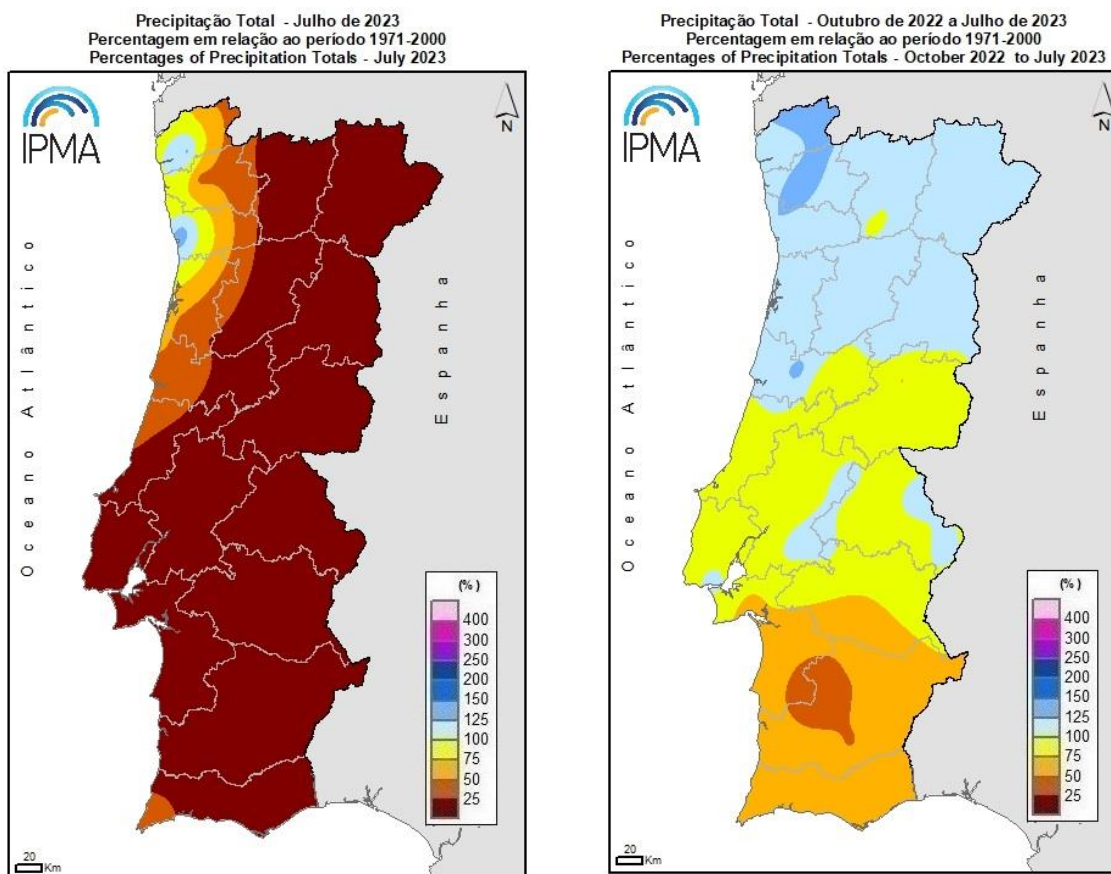 Precipitação Total - Julho de 2023
Percentagem em relação ao período 1971-2000
Percentages of Precipitation Totals - July 2023
IPMA
N
Oceano Atlântico
Espanha
(%)
400
300
250
200
150
125
100
75
50
25
20
Km
Precipitação Total - Outubro de 2022 a Julho de 2023
Percentagem em relação ao período 1971-2000
Percentages of Precipitation Totals - October 2022 to July 2023
IPMA
N
Oceano Atlântico
Espanha
(%)
400
300
250
200
150
125
100
75
50
25
20
Km